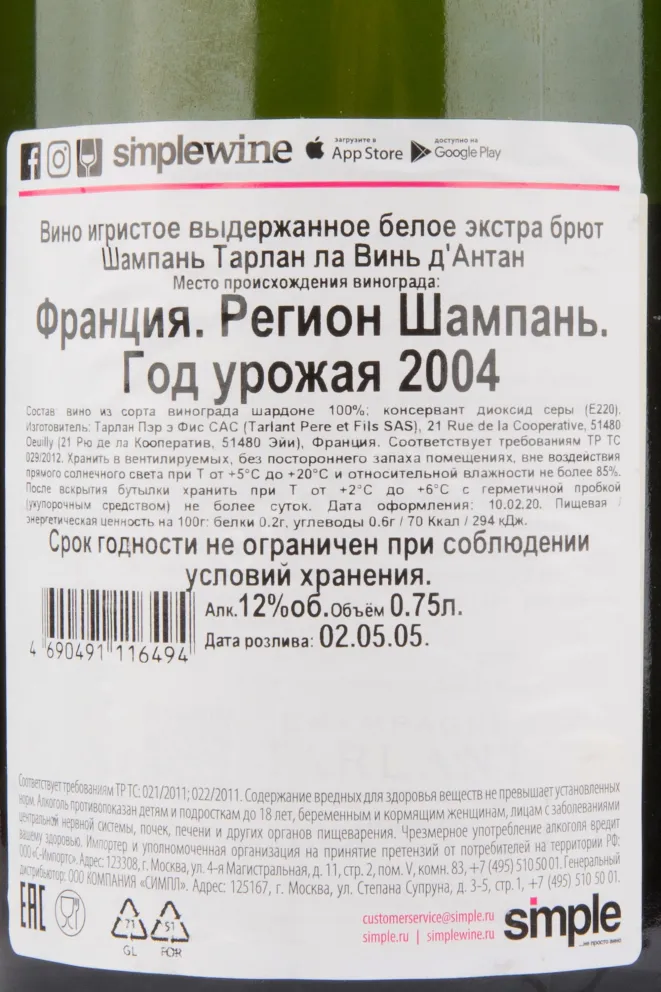 simplewine загрузите в App Store доступно на Google Play
Вино игристое выдержанное белое экстра брют
Шампань Тарлан ла Винь д'Антан
Место происхождения винограда:
Франция. Регион Шампань.
Год урожая 2004
Состав вино из сорта винограда шардоне 100%; консервант диоксид серы (Е220).
Изготовитель: Тарлан Пэр э Фис САС (Tarlant Pere et Fils SAS), 21 Rue de la Cooperative, 51480
Oeuilly (21 Рю де ла Кооператив, 51480 Эйи), Франция. Соответствует требованиям ТР ТС
029/2012. Хранить в вентилируемых, без постороннего запаха помещениях, вне воздействия
прямого солнечного света при Т от +5°С до +20°С и относительной влажности не более 85%.
После вскрытия бутылки хранить при Т от +2°С до +6°С с герметичной пробкой
(укупорочным средством) не более суток. Дата оформления: 10.02.20. Пищевая
энергетическая ценность на 100г: белки 0.2г, углеводы 0.6г / 70 Ккал / 294 кДж.
Срок годности не ограничен при соблюдении
условий хранения.
Алк.12%об.Объём 0.75л.
Дата розлива: 02.05.05.
4 690491 116494
Соответствует требованиям ТР ТС: 021/2011; 022/2011. Содержание вредных для здоровья веществ не превышает установленных
норм. Алкоголь противопоказан детям и подросткам до 18 лет, беременным и кормящим женщинам, лицам с заболеваниями
центральной нервной системы, почек, печени и других органов пищеварения. Чрезмерное употребление алкоголя вредит
вашему здоровью. Импортер и уполномоченная организация на принятие претензий от потребителей на территории РФ:
ООО «С-Импорто». Адрес: 123308, г. Москва, ул. 4-я Магистральная, д. 11, стр. 2, пом. V, комн. 83, +7 (495) 510 50 01. Генеральный
дистрибьютор: ООО КОМПАНИЯ «СИМПЛ». Адрес: 125167, г. Москва, ул. Степана Супруна, д. 3-5, стр.1, +7 (495) 510 50 01.
EAC 71 GL 51 FOR
customerservice@simple.ru
simple.ru | simplewine.ru
simple
...не просто вино